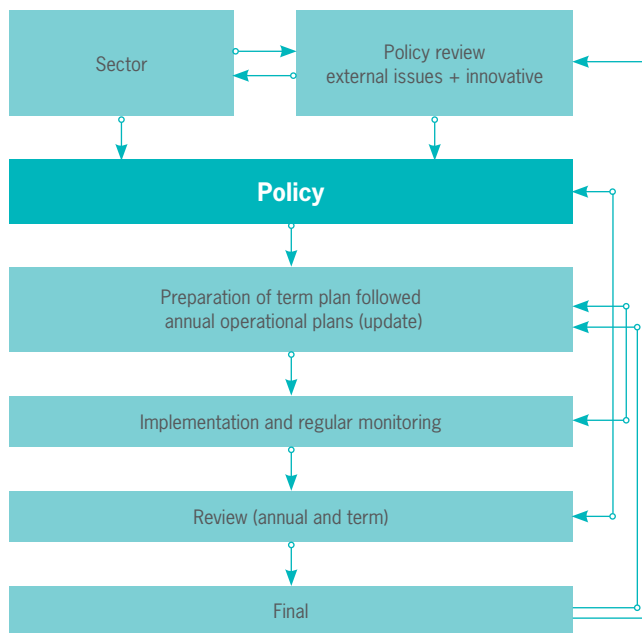 Sector
Policy review
external issues + innovative
Policy
Preparation of term plan followed
annual operational plans (update)
Implementation and regular monitoring
Review (annual and term)
Final